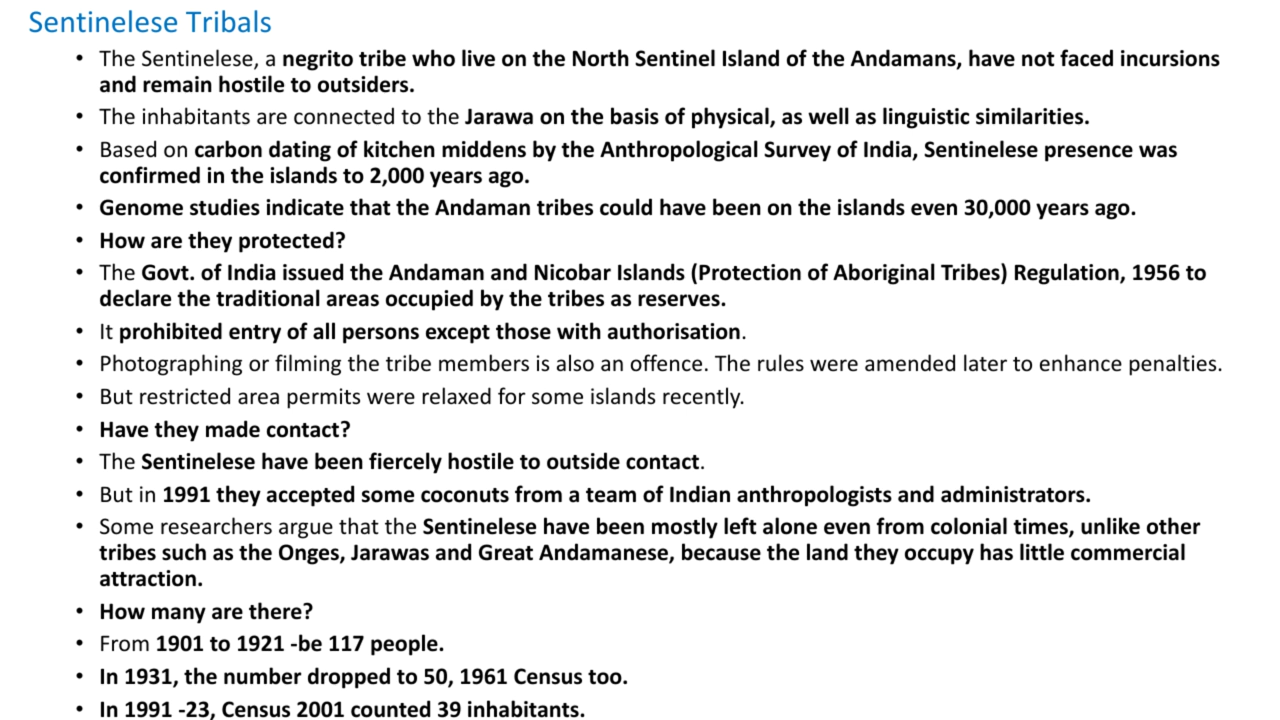 Sentinelese Tribals
• The Sentinelese, a negrito tribe who live on the North Sentinel Island of the Andamans, have not faced incursions
and remain hostile to outsiders.
• The inhabitants are connected to the Jarawa on the basis of physical, as well as linguistic similarities.
• Based on carbon dating of kitchen middens by the Anthropological Survey of India, Sentinelese presence was
confirmed in the islands to 2,000 years ago.
• Genome studies indicate that the Andaman tribes could have been on the islands even 30,000 years ago.
• How are they protected?
• The Govt. of India issued the Andaman and Nicobar Islands (Protection of Aboriginal Tribes) Regulation, 1956 to
declare the traditional areas occupied by the tribes as reserves.
• It prohibited entry of all persons except those with authorisation.
• Photographing or filming the tribe members is also an offence. The rules were amended later to enhance penalties.
• But restricted area permits were relaxed for some islands recently.
• Have they made contact?
• The Sentinelese have been fiercely hostile to outside contact.
• But in 1991 they accepted some coconuts from a team of Indian anthropologists and administrators.
• Some researchers argue that the Sentinelese have been mostly left alone even from colonial times, unlike other
tribes such as the Onges, Jarawas and Great Andamanese, because the land they occupy has little commercial
attraction.
• How many are there?
• From 1901 to 1921 -be 117 people.
• In 1931, the number dropped to 50, 1961 Census too.
• In 1991 -23, Census 2001 counted 39 inhabitants.